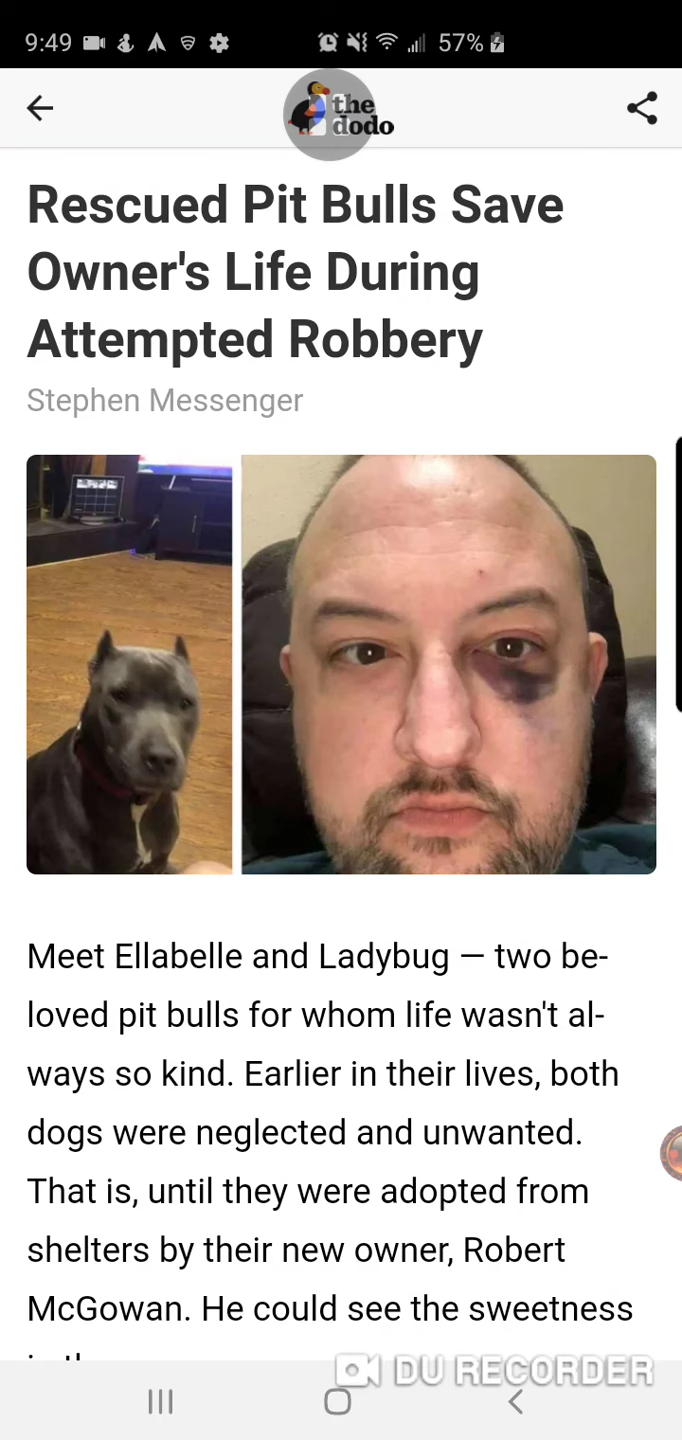 9:49 57%
the
dodo
Rescued Pit Bulls Save
Owner's Life During
Attempted Robbery
Stephen Messenger
Meet Ellabelle and Ladybug — two be-
loved pit bulls for whom life wasn't al-
ways so kind. Earlier in their lives, both
dogs were neglected and unwanted.
That is, until they were adopted from
shelters by their new owner, Robert
McGowan. He could see the sweetness
DU RECORDER